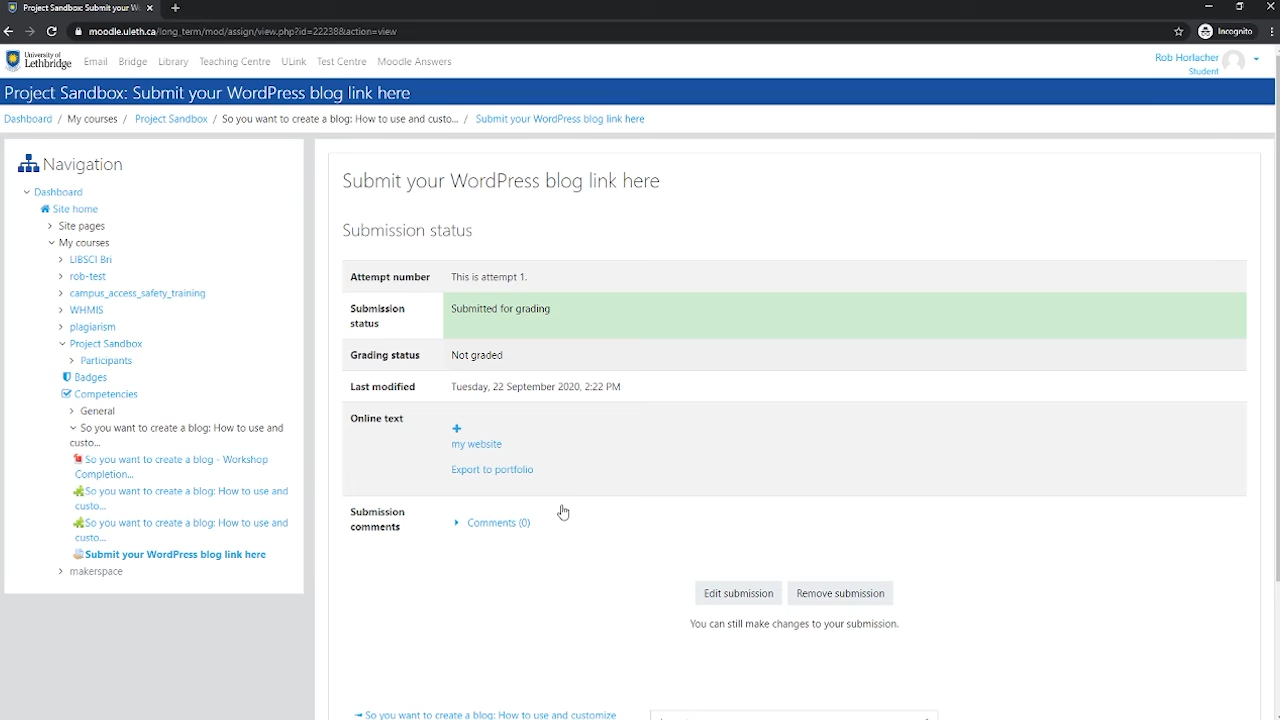 Project Sandbox: Submit your W
moodle.uleth.ca/long_term/mod/assign/view.php?id=22238&action=view
Incognito
University of
Lethbridge
Email Bridge Library Teaching Centre ULink Test Centre Moodle Answers
Rob Horlacher
Student
Project Sandbox: Submit your WordPress blog link here
Dashboard / My courses / Project Sandbox / So you want to create a blog: How to use and custo... / Submit your WordPress blog link here
Navigation
Dashboard
Site home
Site pages
My courses
LIBSCI Bri
rob-test
campus_access_safety_training
WHMIS
plagiarism
Project Sandbox
Participants
Badges
Competencies
General
So you want to create a blog: How to use and
custo...
So you want to create a blog - Workshop
Completion...
So you want to create a blog: How to use and
custo...
So you want to create a blog: How to use and
custo...
Submit your WordPress blog link here
makerspace
Submit your WordPress blog link here
Submission status
Attempt number This is attempt 1.
Submission
status
Submitted for grading
Grading status Not graded
Last modified Tuesday, 22 September 2020, 2:22 PM
Online text
my website
Export to portfolio
Submission
comments
Comments (0)
Edit submission Remove submission
You can still make changes to your submission.
So you want to create a blog: How to use and customize